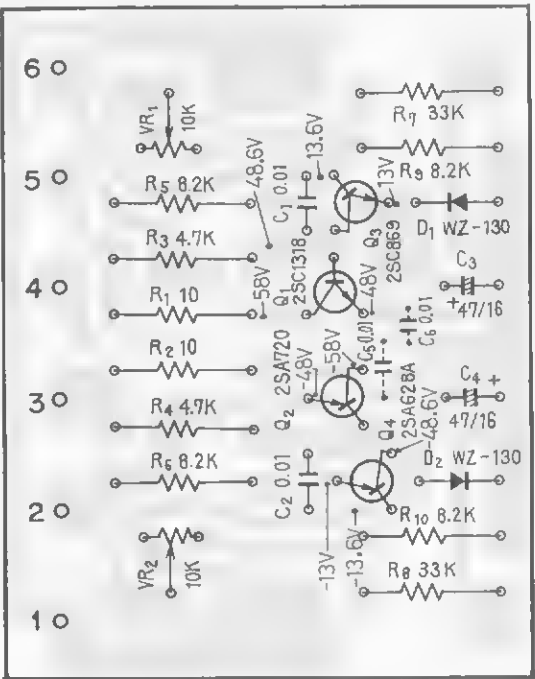 6
VR1
10K
R7 33K
13.6V
48.6V
R9 8.2K
5
R5 8.2K
C1 0.01
13V
Q3
2SC869
D1 WZ-130
R3 4.7K
58V
Q1
2SC1318
48V
C3
+47/16
4
R1 10
C6 0.01
C5 0.01
R2 10
Q2 2SA720
-48V
-58V
3
R4 4.7K
Q4
2SA628A
-48.6V
C4 +
47/16
R6 8.2K
C2 0.01
D2 WZ-130
2
-13V
-13.6V
R10 8.2K
VR2
10K
R8 33K
1